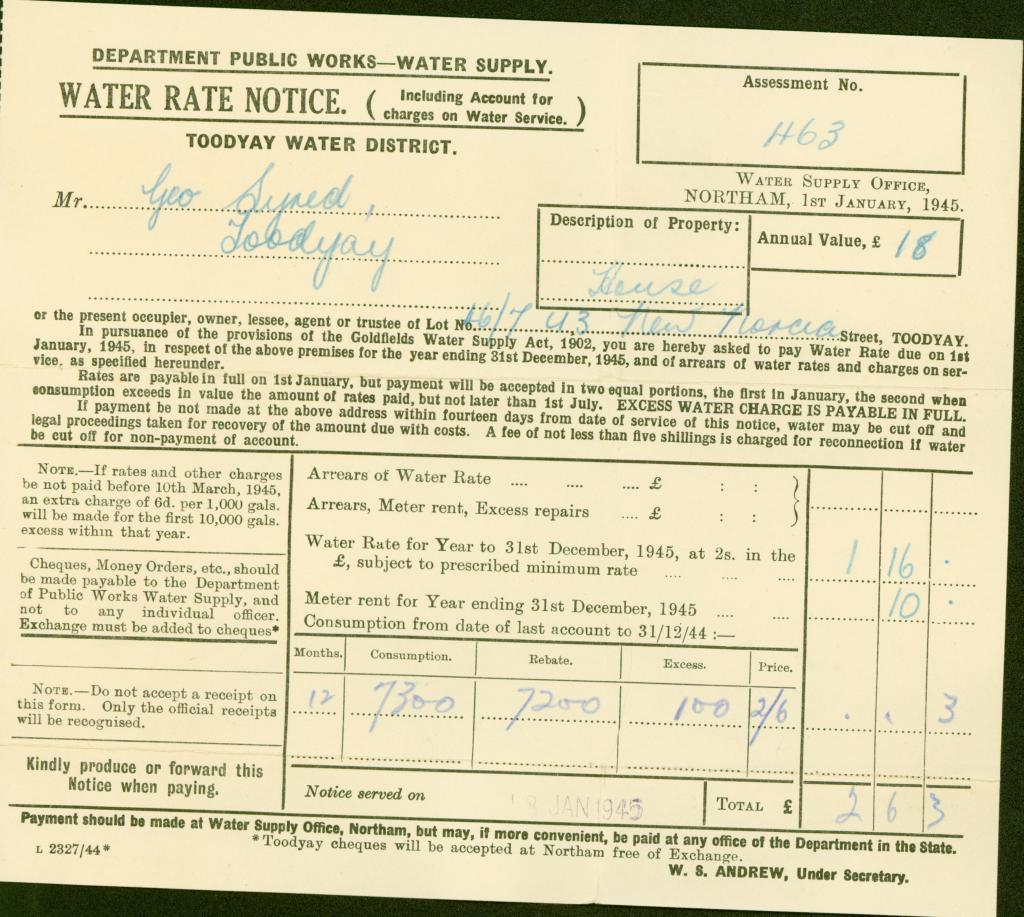 DEPARTMENT PUBLIC WORKS—WATER SUPPLY.
WATER RATE NOTICE. ( Including Account for charges on Water Service. )
TOODYAY WATER DISTRICT.
Assessment No.
H63
WATER SUPPLY OFFICE,
NORTHAM, 1ST JANUARY, 1945.
Mr. Geo Syred,
Toodyay
Description of Property:
House
Annual Value, £ 18
or the present occupier, owner, lessee, agent or trustee of Lot No. 46/7 U3 New Norcia Street, TOODYAY.
In pursuance of the provisions of the Goldfields Water Supply Act, 1902, you are hereby asked to pay Water Rate due on 1st
January, 1945, in respect of the above premises for the year ending 31st December, 1945, and of arrears of water rates and charges on ser-
vice, as specified hereunder.
Rates are payable in full on 1st January, but payment will be accepted in two equal portions, the first in January, the second when
consumption exceeds in value the amount of rates paid, but not later than 1st July. EXCESS WATER CHARGE IS PAYABLE IN FULL.
If payment be not made at the above address within fourteen days from date of service of this notice, water may be cut off and
legal proceedings taken for recovery of the amount due with costs. A fee of not less than five shillings is charged for reconnection if water
be cut off for non-payment of account.
NOTE.—If rates and other charges
be not paid before 10th March, 1945,
an extra charge of 6d. per 1,000 gals.
will be made for the first 10,000 gals.
excess within that year.
Cheques, Money Orders, etc., should
be made payable to the Department
of Public Works Water Supply, and
not to any individual officer.
Exchange must be added to cheques*
NOTE.—Do not accept a receipt on
this form. Only the official receipts
will be recognised.
Kindly produce or forward this
Notice when paying.
Arrears of Water Rate .... .... .... £ : : }
Arrears, Meter rent, Excess repairs .... £ : : }
Water Rate for Year to 31st December, 1945, at 2s. in the
£, subject to prescribed minimum rate .... .... .... 1 16 .
Meter rent for Year ending 31st December, 1945 .... .... 10 .
Consumption from date of last account to 31/12/44 :—
Months. Consumption. Rebate. Excess. Price.
12 7300 7200 100 2/6 . . 3
Notice served on 18 JAN 1945 TOTAL £ 2 6 3
Payment should be made at Water Supply Office, Northam, but may, if more convenient, be paid at any office of the Department in the State.
*Toodyay cheques will be accepted at Northam free of Exchange.
L 2327/44*
W. S. ANDREW, Under Secretary.